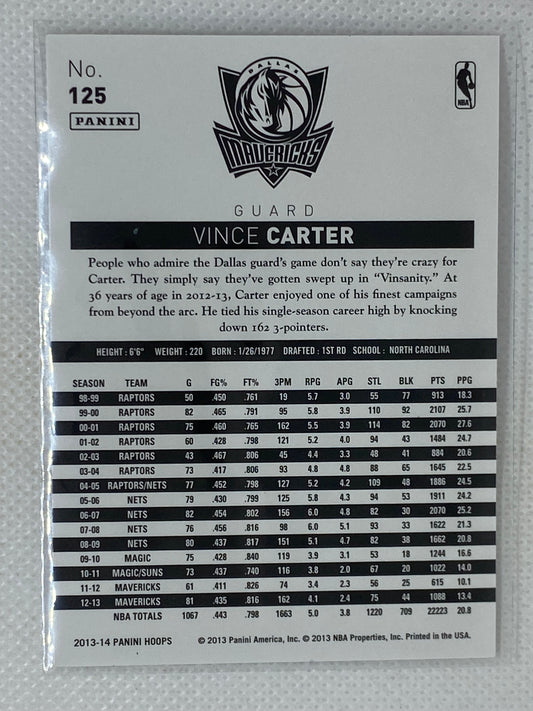 No.
125
PANINI
DALLAS
MAVERICKS
NBA
GUARD
VINCE CARTER
People who admire the Dallas guard's game don't say they're crazy for
Carter. They simply say they've gotten swept up in “Vinsanity.” At
36 years of age in 2012-13, Carter enjoyed one of his finest campaigns
from beyond the arc. He tied his single-season career high by knocking
down 162 3-pointers.
HEIGHT : 6'6" WEIGHT : 220 BORN : 1/26/1977 DRAFTED : 1ST RD SCHOOL : NORTH CAROLINA
SEASON TEAM G FG% FT% 3PM RPG APG STL BLK PTS PPG
98-99 RAPTORS 50 .450 .761 19 5.7 3.0 55 77 913 18.3
99-00 RAPTORS 82 .465 .791 95 5.8 3.9 110 92 2107 25.7
00-01 RAPTORS 75 .460 .765 162 5.5 3.9 114 82 2070 27.6
01-02 RAPTORS 60 .428 .798 121 5.2 4.0 94 43 1484 24.7
02-03 RAPTORS 43 .467 .806 45 4.4 3.3 48 41 884 20.6
03-04 RAPTORS 73 .417 .806 93 4.8 4.8 88 65 1645 22.5
04-05 RAPTORS/NETS 77 .452 .798 127 5.2 4.2 109 48 1886 24.5
05-06 NETS 79 .430 .799 125 5.8 4.3 94 53 1911 24.2
06-07 NETS 82 .454 .802 156 6.0 4.8 82 30 2070 25.2
07-08 NETS 76 .456 .816 98 6.0 5.1 93 33 1622 21.3
08-09 NETS 80 .437 .817 151 5.1 4.7 82 38 1662 20.8
09-10 MAGIC 75 .428 .840 119 3.9 3.1 53 18 1244 16.6
10-11 MAGIC/SUNS 73 .437 .740 116 3.8 2.0 67 20 1022 14.0
11-12 MAVERICKS 61 .411 .826 74 3.4 2.3 56 25 615 10.1
12-13 MAVERICKS 81 .435 .816 162 4.1 2.4 75 44 1088 13.4
NBA TOTALS 1067 .443 .798 1663 5.0 3.8 1220 709 22223 20.8
2013-14 PANINI HOOPS © 2013 Panini America, Inc. © 2013 NBA Properties, Inc. Printed in the USA.